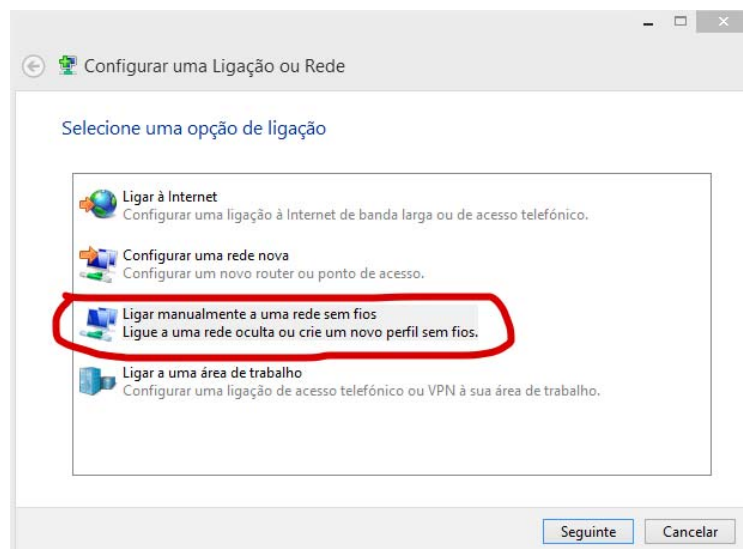 Configurar uma Ligação ou Rede
Selecione uma opção de ligação
Ligar à Internet
Configurar uma ligação à Internet de banda larga ou de acesso telefónico.
Configurar uma rede nova
Configurar um novo router ou ponto de acesso.
Ligar manualmente a uma rede sem fios
Ligue a uma rede oculta ou crie um novo perfil sem fios.
Ligar a uma área de trabalho
Configurar uma ligação de acesso telefónico ou VPN à sua área de trabalho.
Seguinte Cancelar